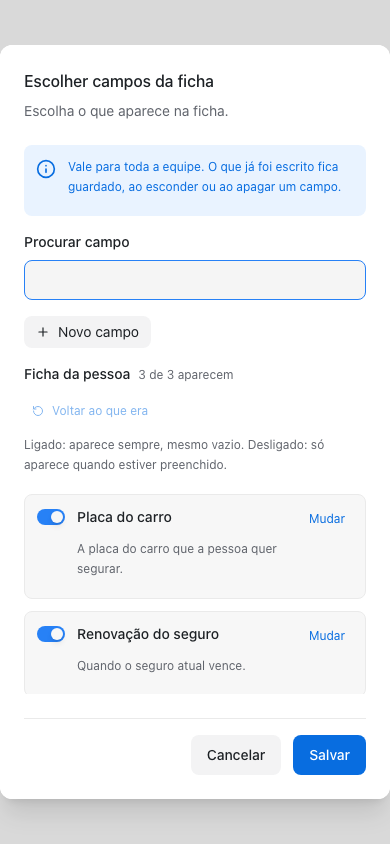 Escolher campos da ficha
Escolha o que aparece na ficha.
Vale para toda a equipe. O que já foi escrito fica
guardado, ao esconder ou ao apagar um campo.
Procurar campo
Novo campo
Ficha da pessoa 3 de 3 aparecem
Voltar ao que era
Ligado: aparece sempre, mesmo vazio. Desligado: só
aparece quando estiver preenchido.
Placa do carro Mudar
A placa do carro que a pessoa quer
segurar.
Renovação do seguro Mudar
Quando o seguro atual vence.
Cancelar Salvar